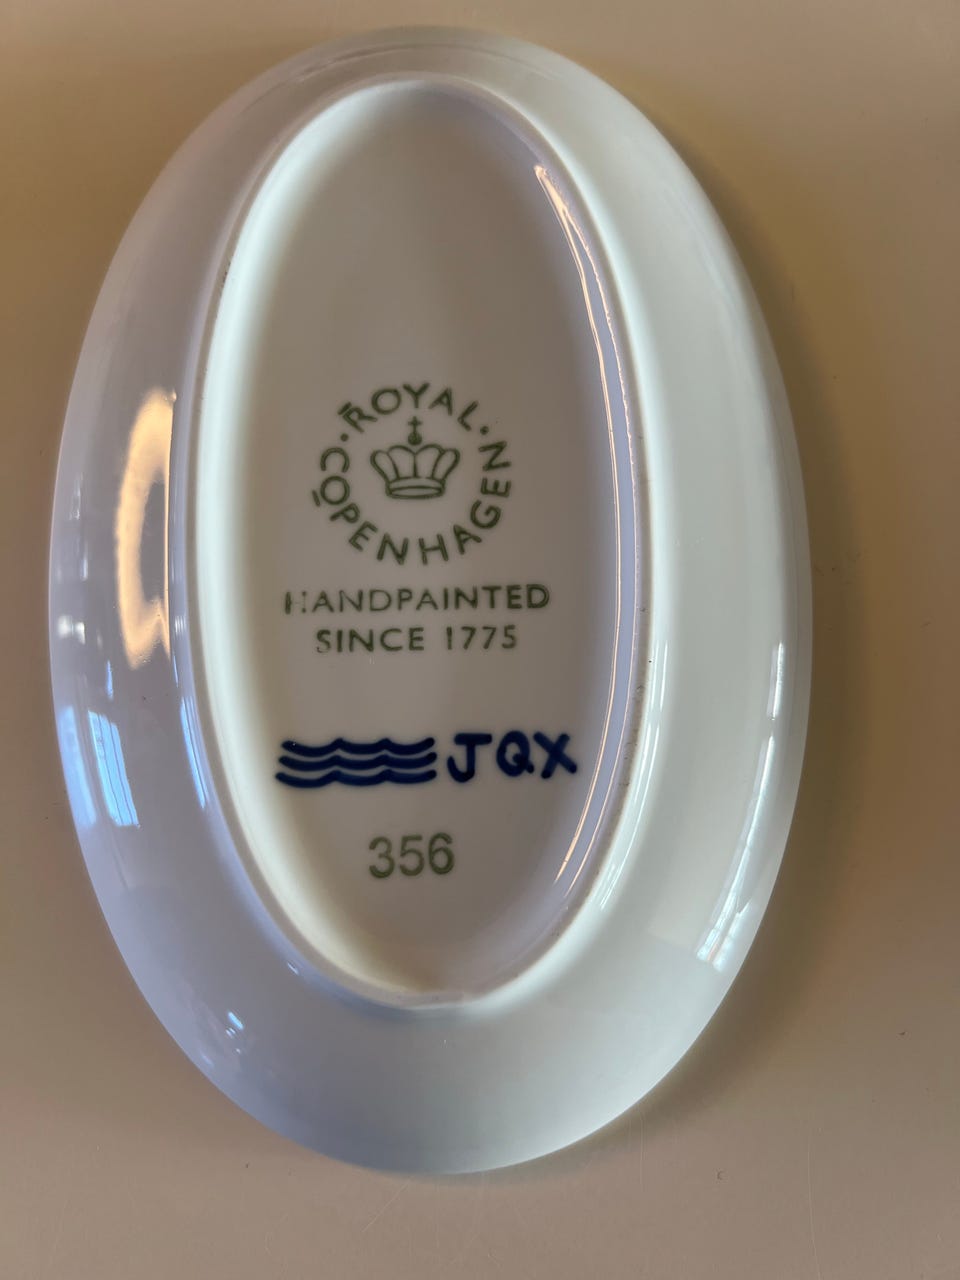 ROYAL · COPENHAGEN ·
HANDPAINTED
SINCE 1775
JQX
356